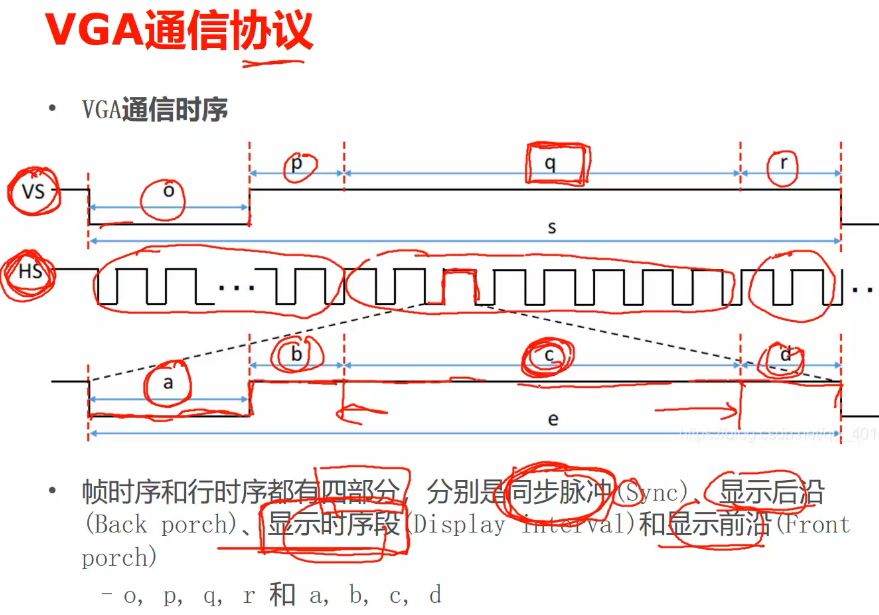 VGA通信协议
• VGA通信时序
p q r
VS o
s
HS ... ..
b c d
a
e
• 帧时序和行时序都有四部分，分别是同步脉冲(Sync)、显示后沿
(Back porch)、显示时序段(Display interval)和显示前沿(Front
porch)
– o, p, q, r 和 a, b, c, d